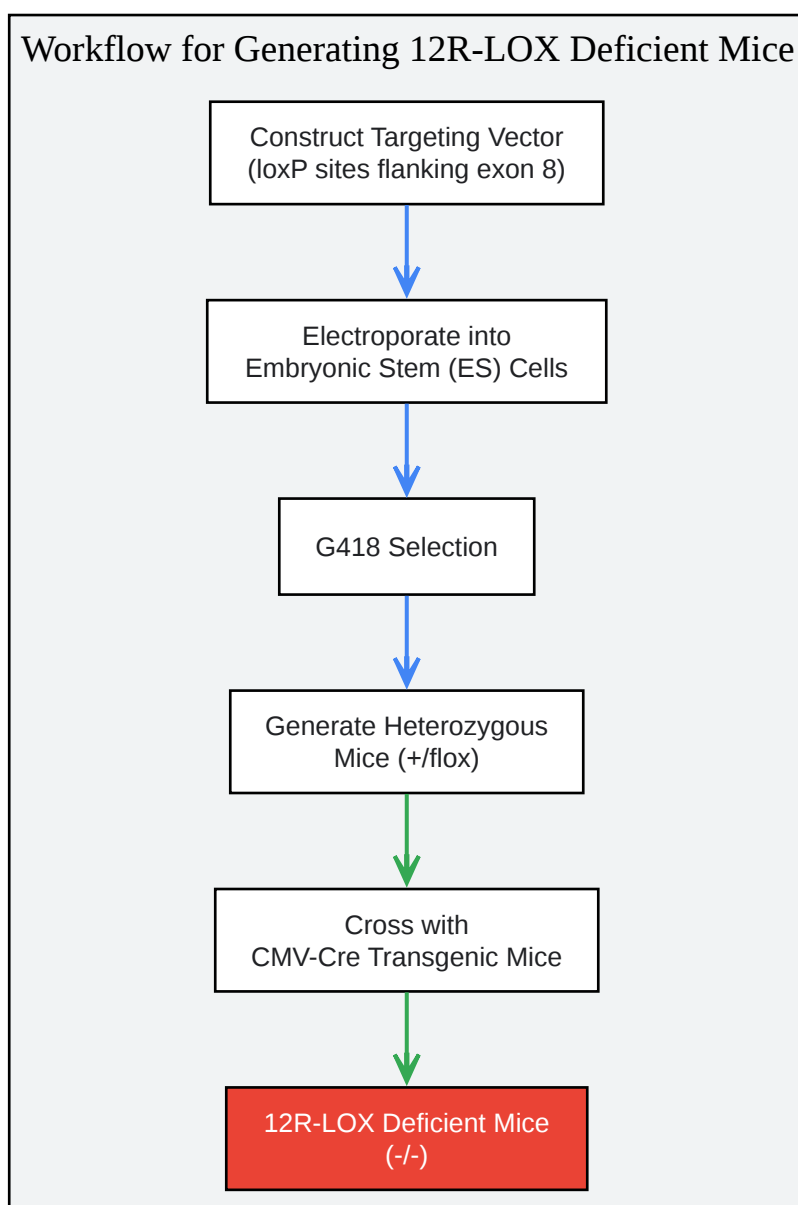 Workflow for Generating 12R-LOX Deficient Mice
Construct Targeting Vector
(loxP sites flanking exon 8)
Electroporate into
Embryonic Stem (ES) Cells
G418 Selection
Generate Heterozygous
Mice (+/flox)
Cross with
CMV-Cre Transgenic Mice
12R-LOX Deficient Mice
(-/-)